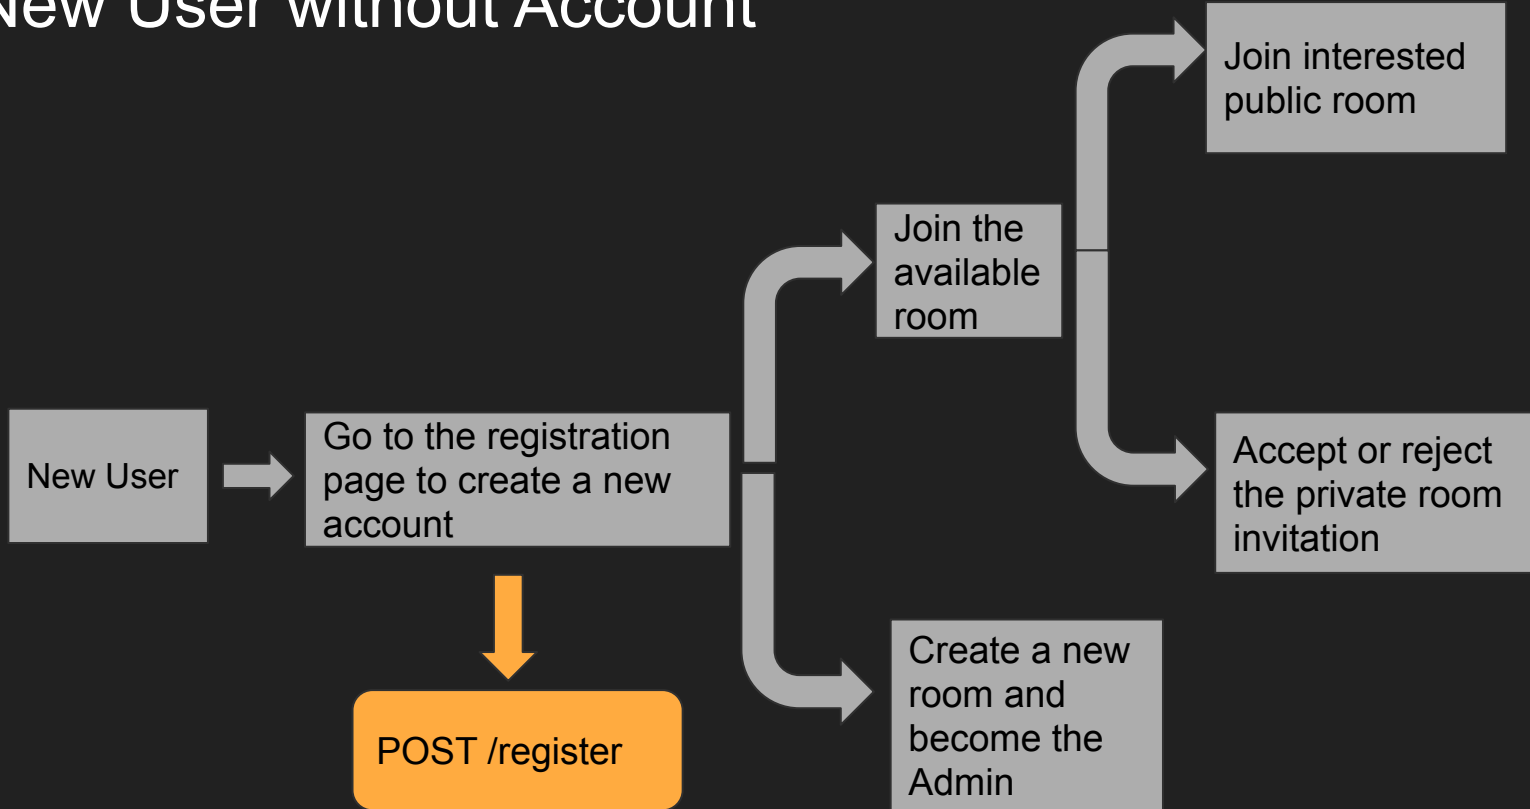 New User without Account
Join interested
public room
Join the
available
room
New User
Go to the registration
page to create a new
account
Accept or reject
the private room
invitation
Create a new
room and
become the
Admin
POST /register